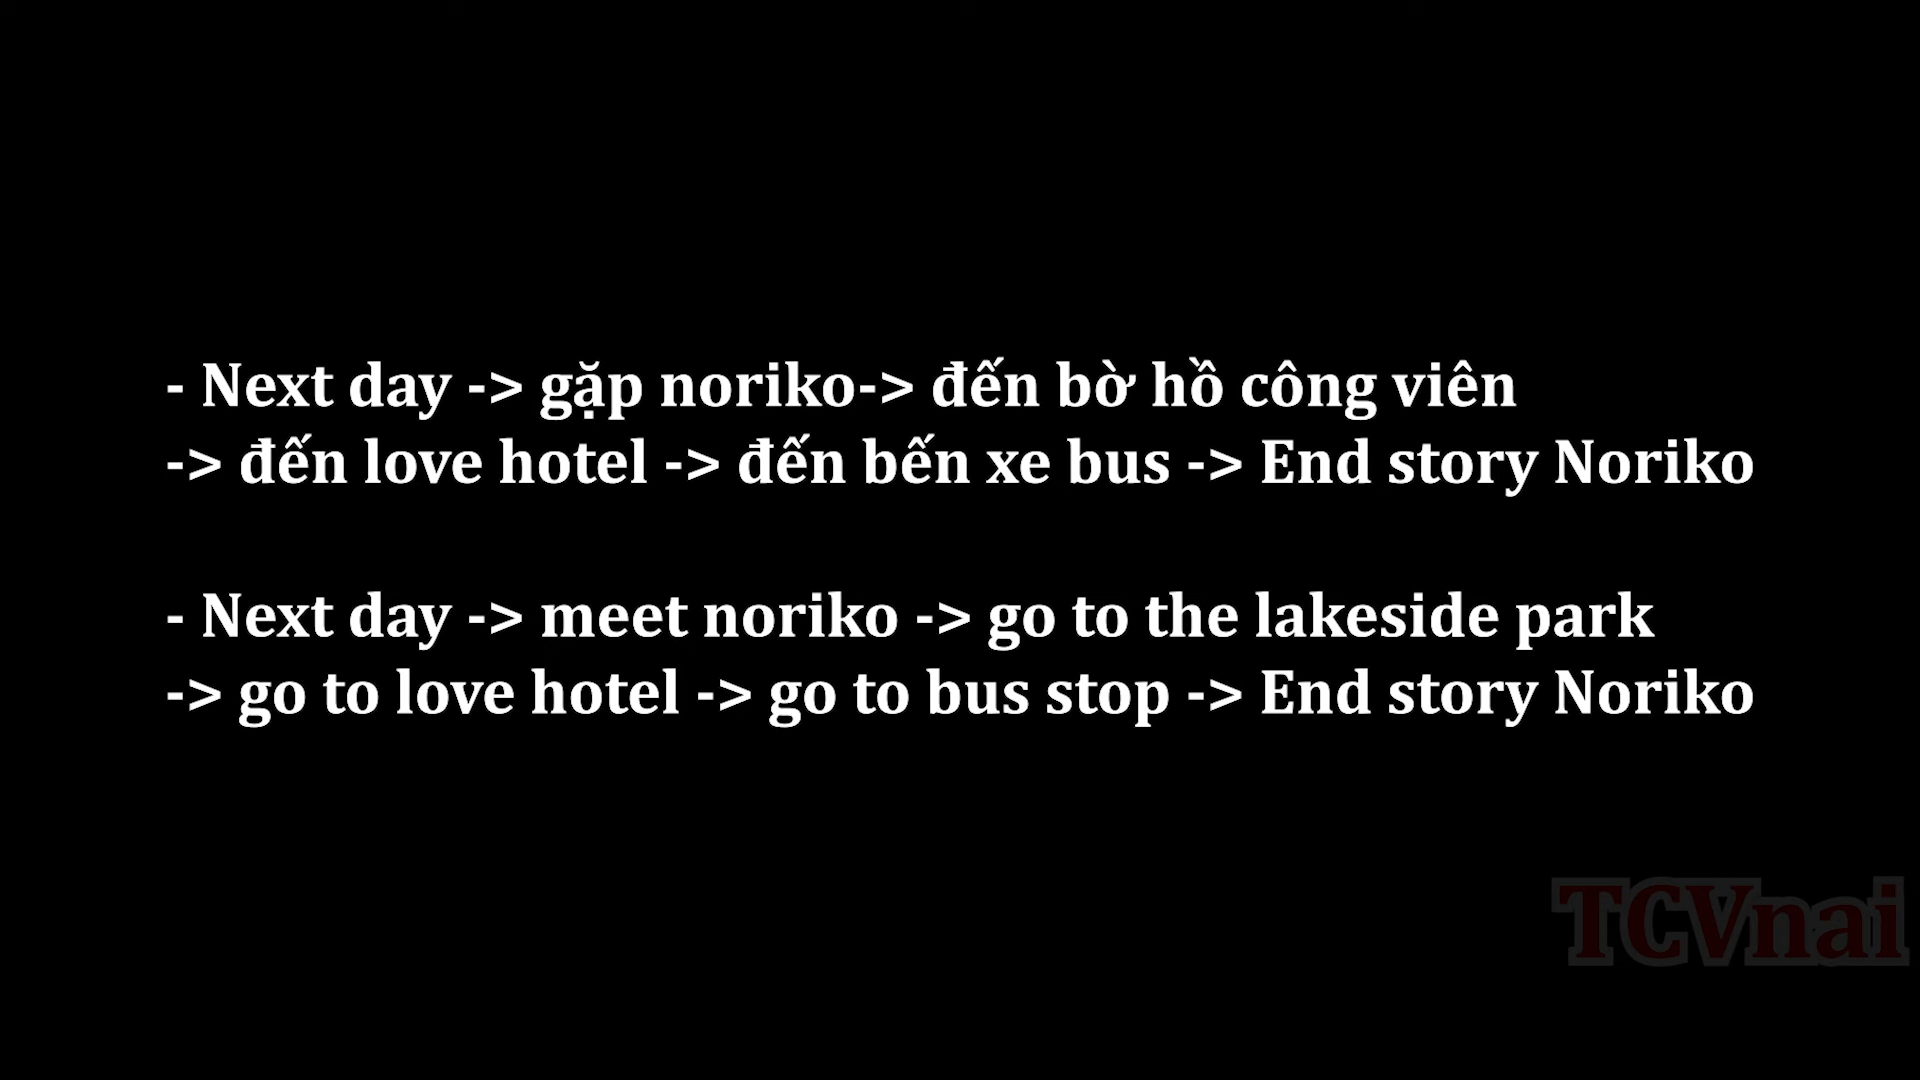 - Next day -> gặp noriko-> đến bờ hồ công viên
-> đến love hotel -> đến bến xe bus -> End story Noriko
- Next day -> meet noriko -> go to the lakeside park
-> go to love hotel -> go to bus stop -> End story Noriko
TCVnai